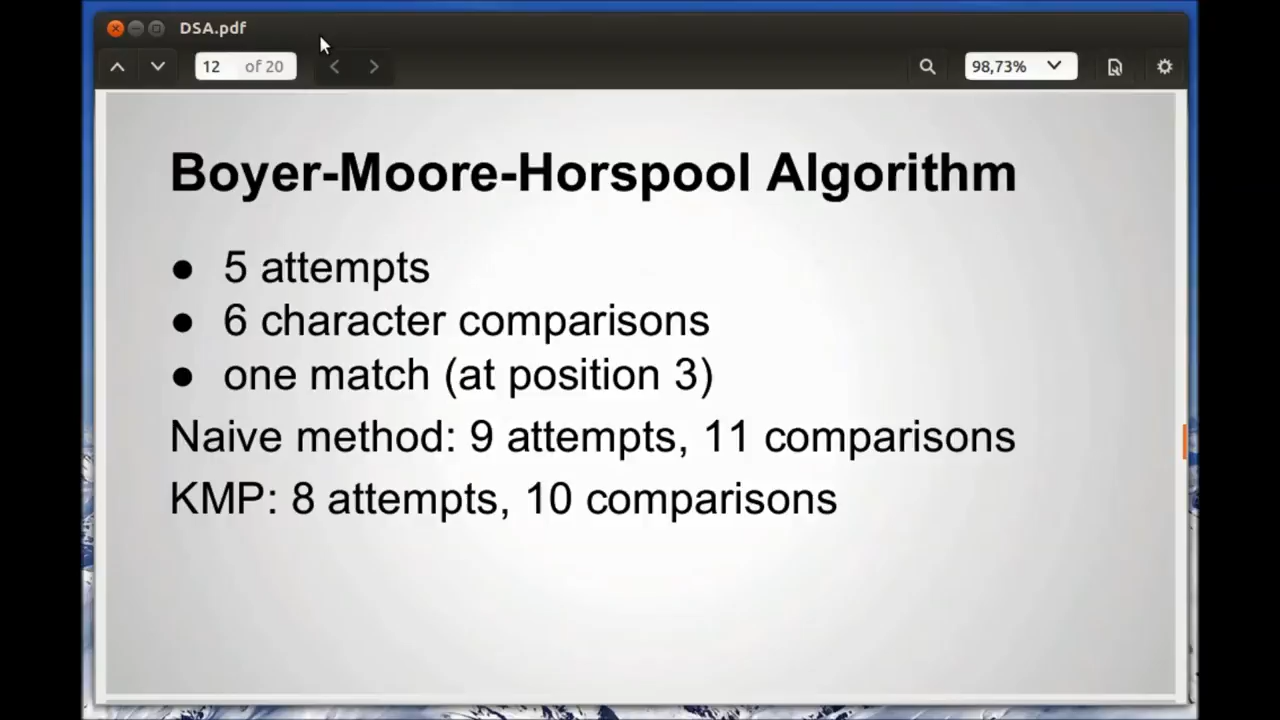 DSA.pdf
12 of 20
98,73%
Boyer-Moore-Horspool Algorithm
● 5 attempts
● 6 character comparisons
● one match (at position 3)
Naive method: 9 attempts, 11 comparisons
KMP: 8 attempts, 10 comparisons